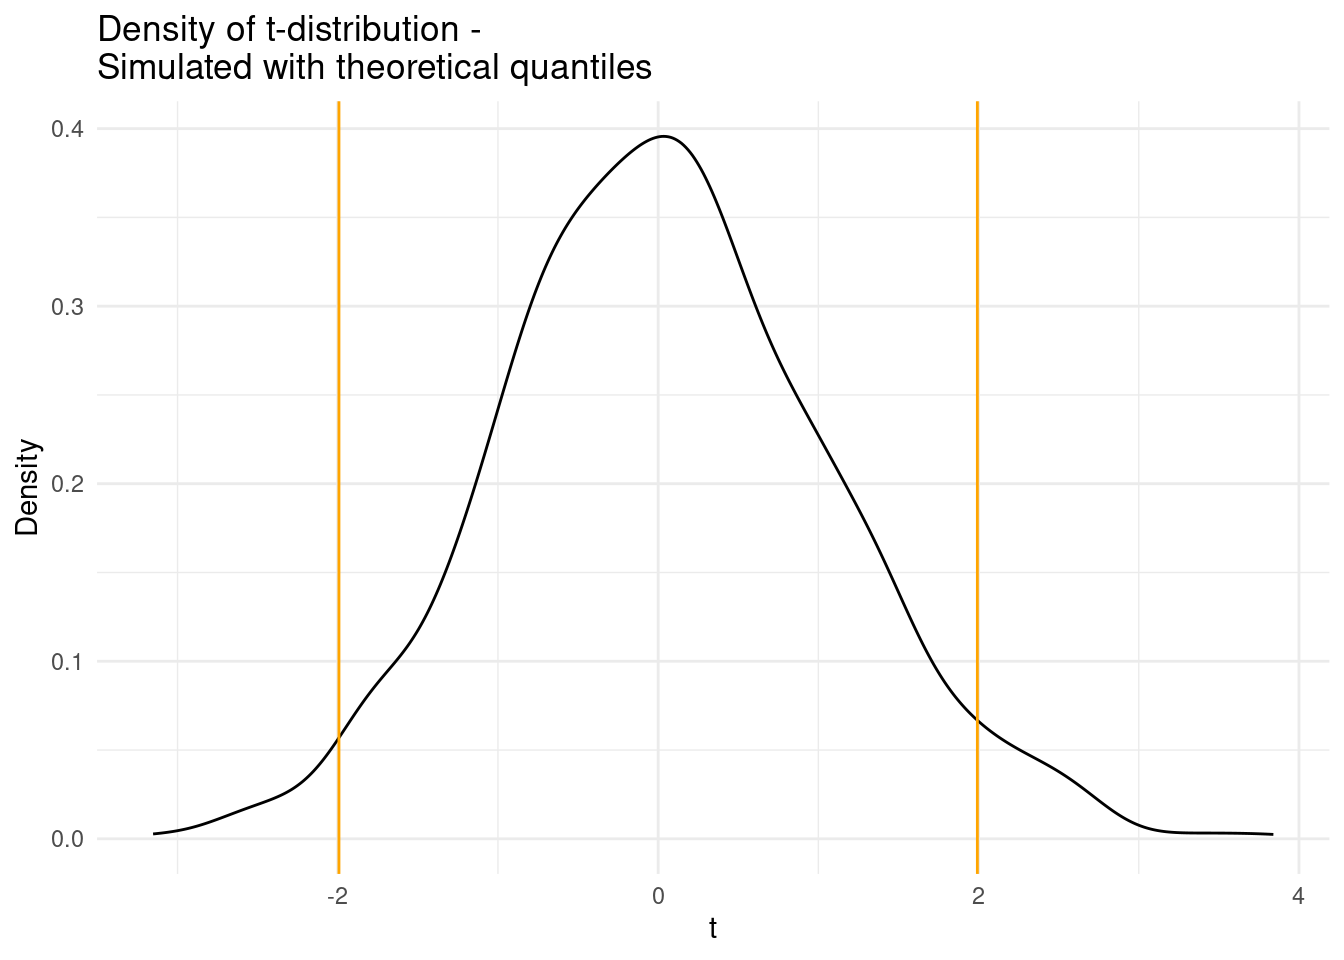 Density of t-distribution -
Simulated with theoretical quantiles
0.4
0.3
0.2
0.1
0.0
Density
-2
0
2
4
t